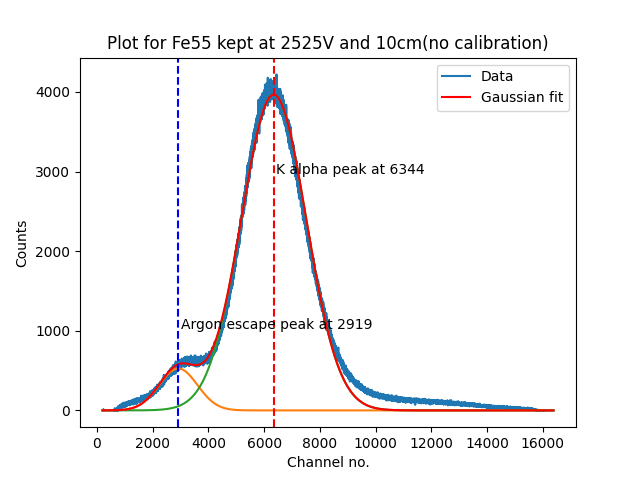 Plot for Fe55 kept at 2525V and 10cm(no calibration)
Data
Gaussian fit
4000
3000
2000
1000
0
Counts
K alpha peak at 6344
Argon escape peak at 2919
0 2000 4000 6000 8000 10000 12000 14000 16000
Channel no.